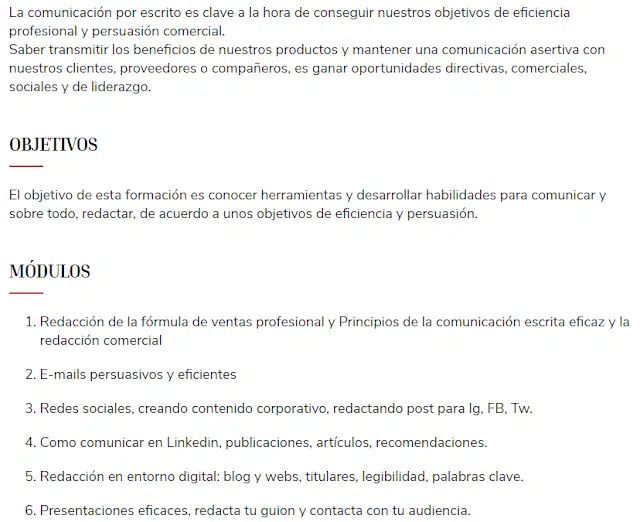 La comunicación por escrito es clave a la hora de conseguir nuestros objetivos de eficiencia
profesional y persuasión comercial.
Saber transmitir los beneficios de nuestros productos y mantener una comunicación asertiva con
nuestros clientes, proveedores o compañeros, es ganar oportunidades directivas, comerciales,
sociales y de liderazgo.
OBJETIVOS
El objetivo de esta formación es conocer herramientas y desarrollar habilidades para comunicar y
sobre todo, redactar, de acuerdo a unos objetivos de eficiencia y persuasión.
MÓDULOS
1. Redacción de la fórmula de ventas profesional y Principios de la comunicación escrita eficaz y la
redacción comercial
2. E-mails persuasivos y eficientes
3. Redes sociales, creando contenido corporativo, redactando post para Ig, FB, Tw.
4. Como comunicar en Linkedin, publicaciones, artículos, recomendaciones.
5. Redacción en entorno digital: blog y webs, titulares, legibilidad, palabras clave.
6. Presentaciones eficaces, redacta tu guion y contacta con tu audiencia.